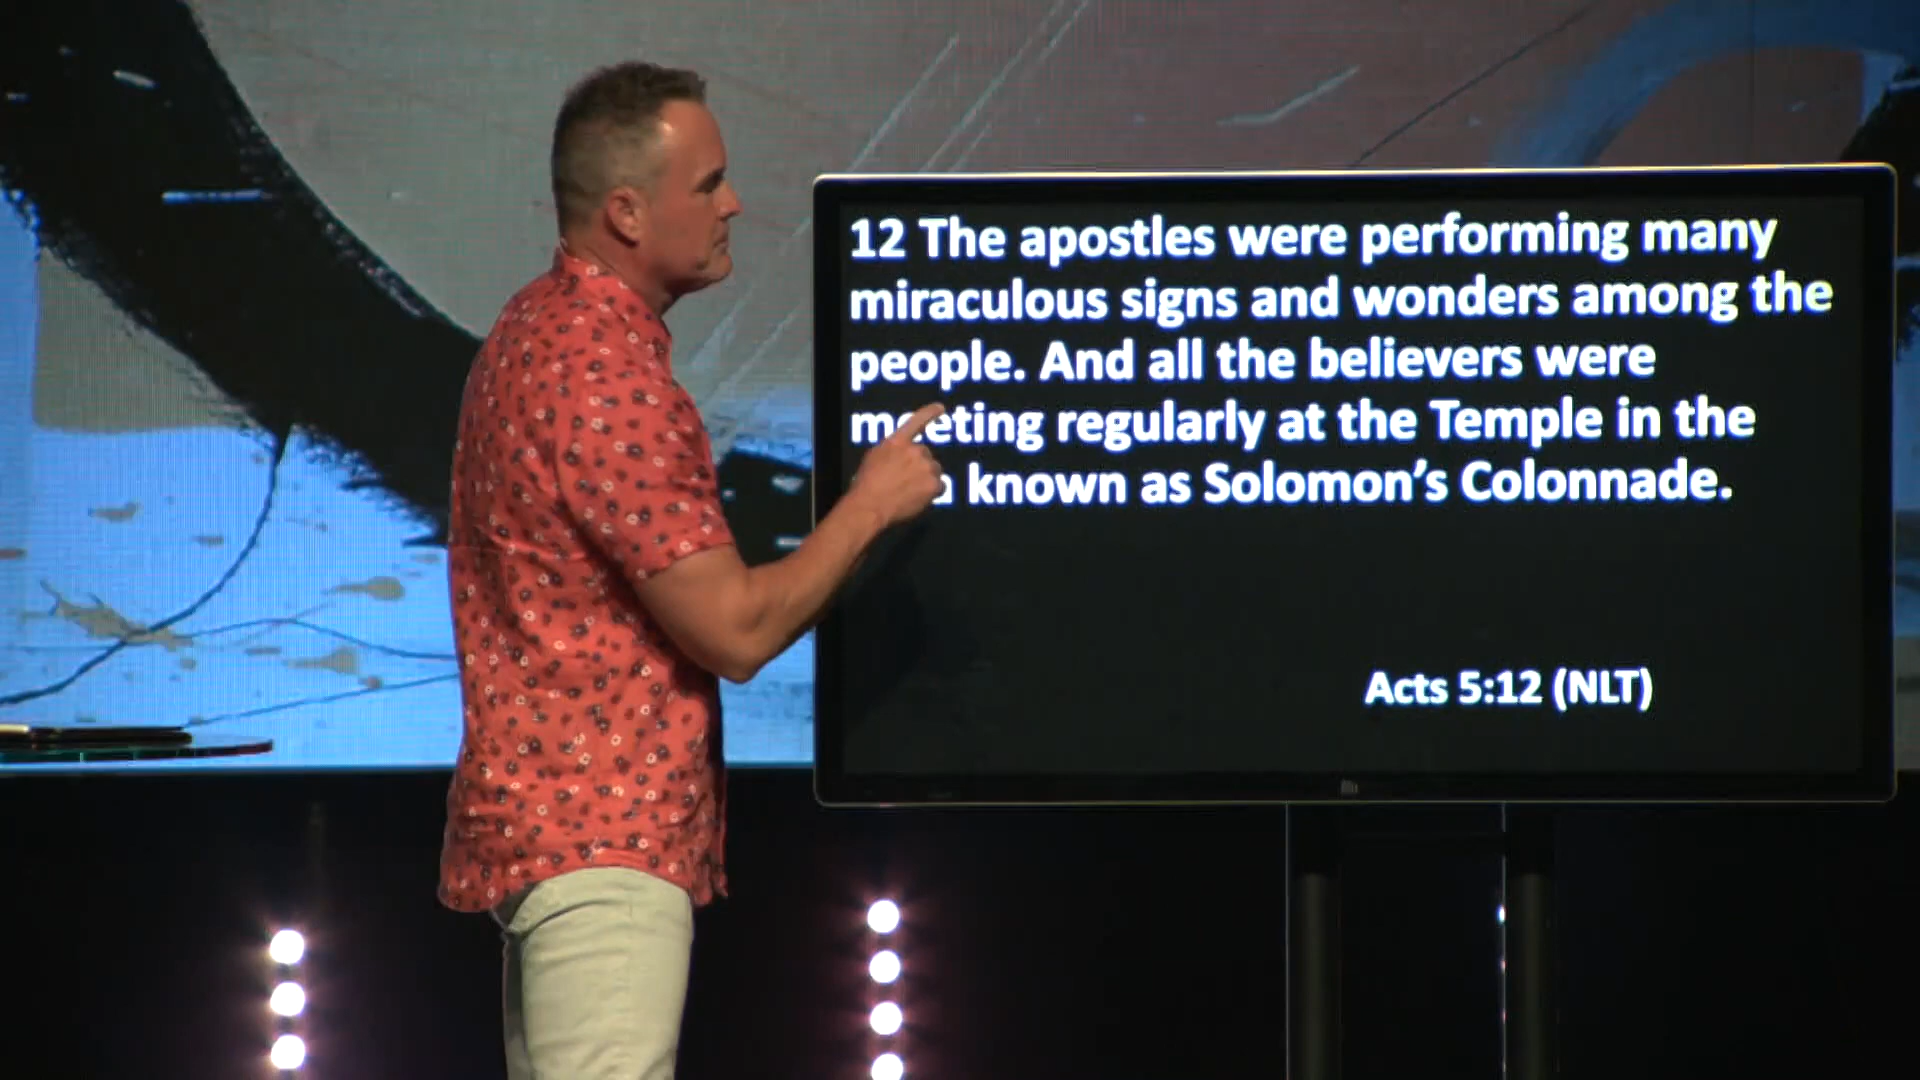 12 The apostles were performing many
miraculous signs and wonders among the
people. And all the believers were
meeting regularly at the Temple in the
known as Solomon’s Colonnade.
Acts 5:12 (NLT)